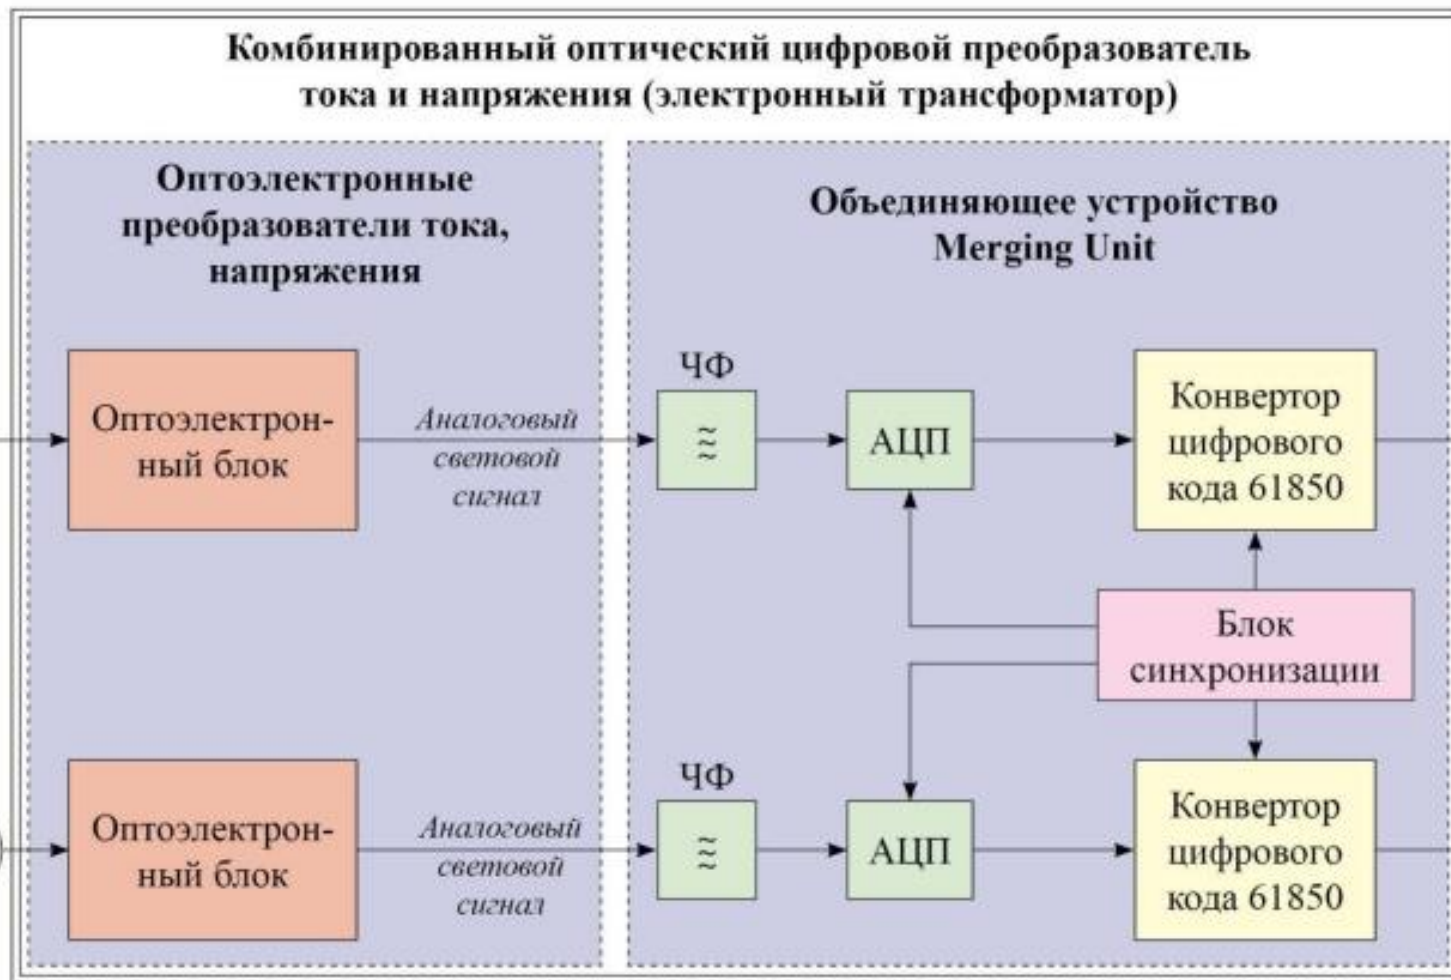 Комбинированный оптический цифровой преобразователь
тока и напряжения (электронный трансформатор)
Оптоэлектронные
преобразователи тока,
напряжения
Объединяющее устройство
Merging Unit
Оптоэлектрон-
ный блок
Аналоговый
световой
сигнал
ЧФ
АЦП
Конвертор
цифрового
кода 61850
Блок
синхронизации
Оптоэлектрон-
ный блок
Аналоговый
световой
сигнал
ЧФ
АЦП
Конвертор
цифрового
кода 61850